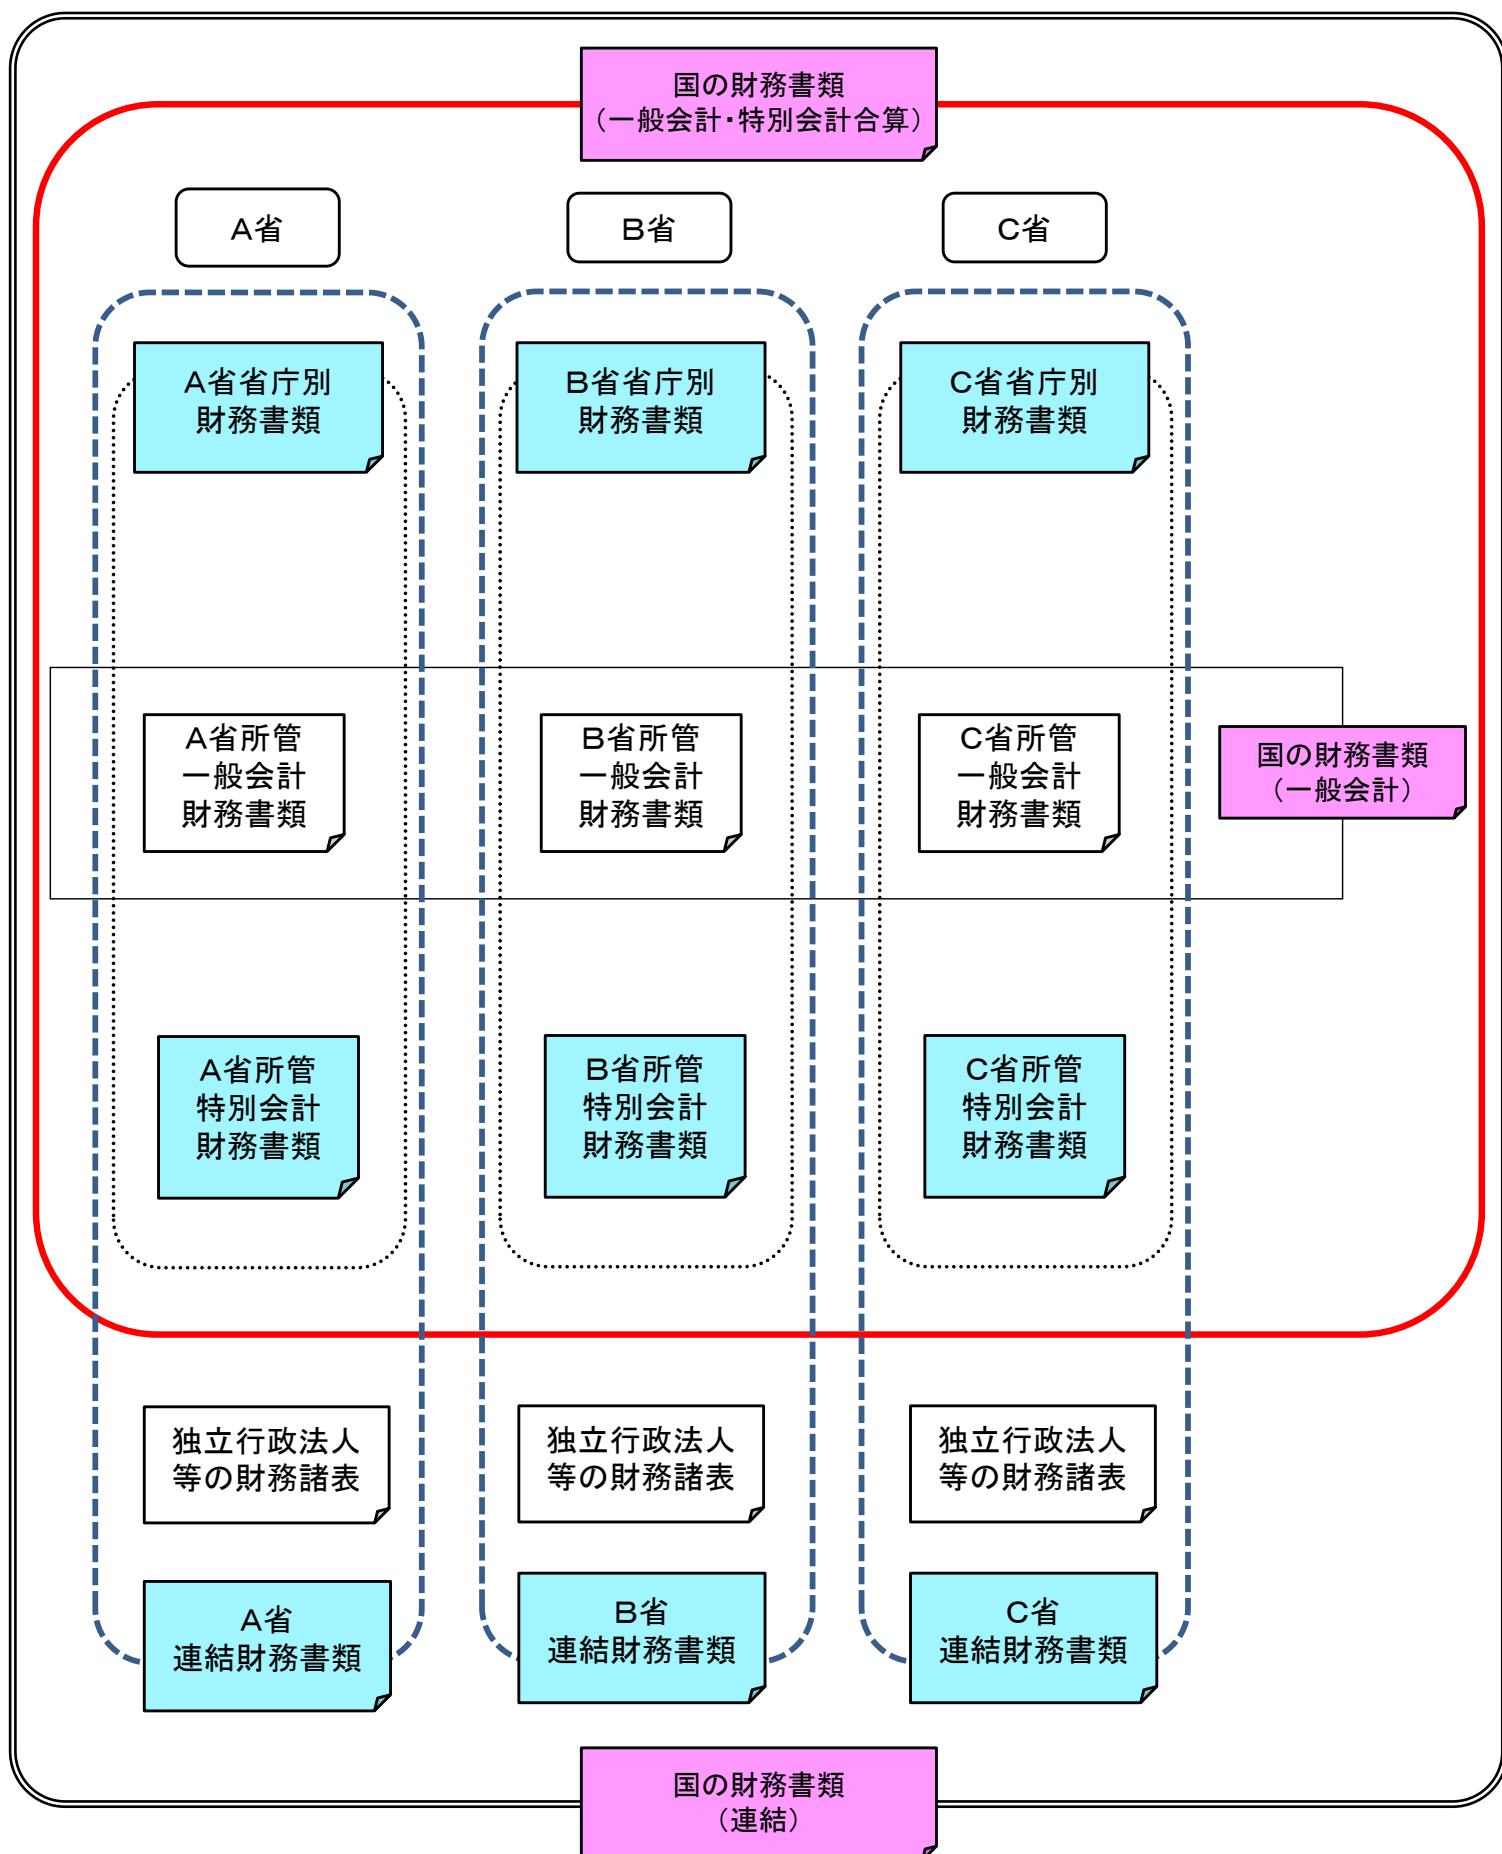 国の財務書類
（一般会計・特別会計合算）
A省
B省
C省
A省省庁別
財務書類
B省省庁別
財務書類
C省省庁別
財務書類
A省所管
一般会計
財務書類
B省所管
一般会計
財務書類
C省所管
一般会計
財務書類
国の財務書類
（一般会計）
A省所管
特別会計
財務書類
B省所管
特別会計
財務書類
C省所管
特別会計
財務書類
独立行政法人
等の財務諸表
独立行政法人
等の財務諸表
独立行政法人
等の財務諸表
A省
連結財務書類
B省
連結財務書類
C省
連結財務書類
国の財務書類
（連結）